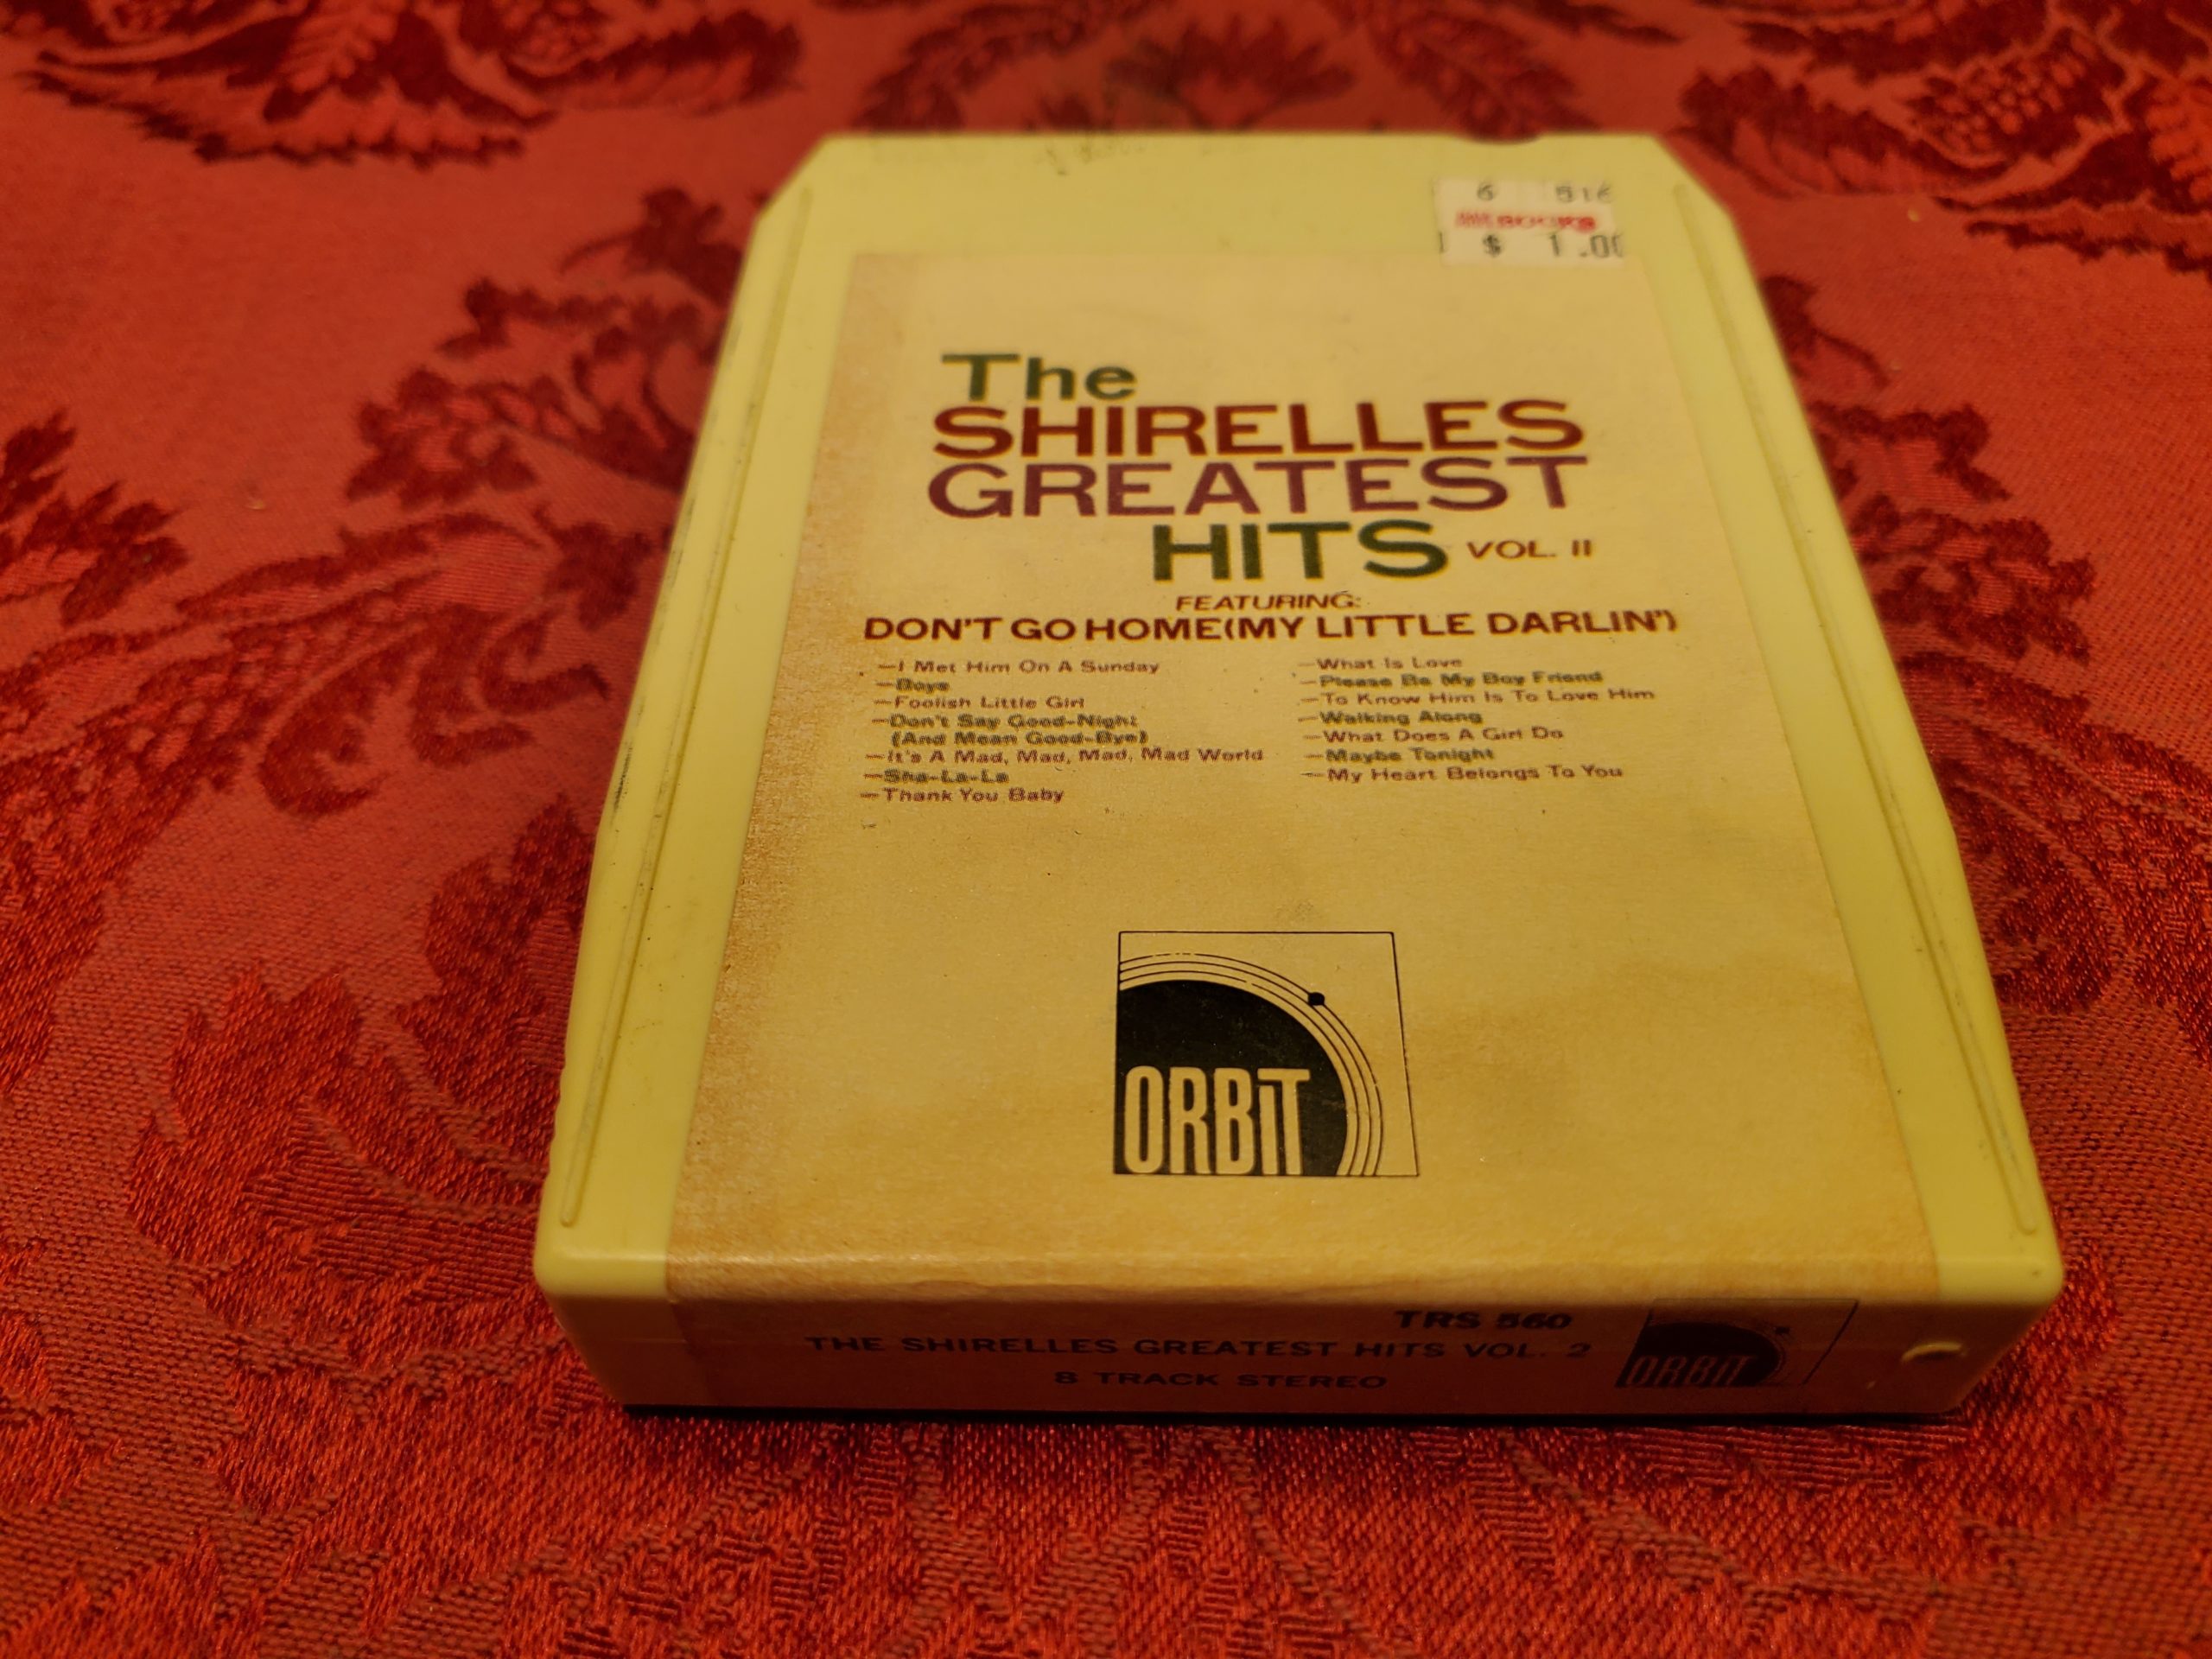 6 516
$ 1.00
The
SHIRELLES
GREATEST
HITS VOL. II
FEATURING:
DON'T GO HOME(MY LITTLE DARLIN')
—I Met Him On A Sunday
—Boys
—Foolish Little Girl
—Don't Say Good-Night
(And Mean Good-Bye)
—It's A Mad, Mad, Mad, Mad World
—Sha-La-La
—Thank You Baby
—What Is Love
—Please Be My Boy Friend
—To Know Him Is To Love Him
—Walking Along
—What Does A Girl Do
—Maybe Tonight
—My Heart Belongs To You
ORBiT
TRS 560
THE SHIRELLES GREATEST HITS VOL. 2
8 TRACK STEREO
ORBiT